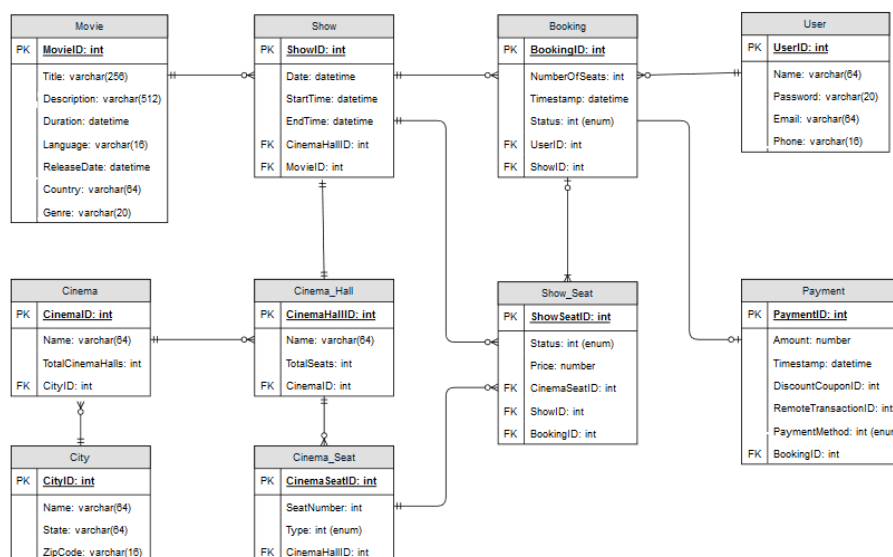 Movie
PK MovieID: int
Title: varchar(256)
Description: varchar(512)
Duration: datetime
Language: varchar(16)
ReleaseDate: datetime
Country: varchar(64)
Genre: varchar(20)
Show
PK ShowID: int
Date: datetime
StartTime: datetime
EndTime: datetime
FK CinemaHallID: int
FK MovieID: int
Booking
PK BookingID: int
NumberOfSeats: int
Timestamp: datetime
Status: int (enum)
FK UserID: int
FK ShowID: int
User
PK UserID: int
Name: varchar(64)
Password: varchar(20)
Email: varchar(64)
Phone: varchar(16)
Cinema
PK CinemaID: int
Name: varchar(64)
TotalCinemaHalls: int
FK CityID: int
Cinema_Hall
PK CinemaHallID: int
Name: varchar(64)
TotalSeats: int
FK CinemaID: int
Show_Seat
PK ShowSeatID: int
Status: int (enum)
Price: number
FK CinemaSeatID: int
FK ShowID: int
FK BookingID: int
Payment
PK PaymentID: int
Amount: number
Timestamp: datetime
DiscountCouponID: int
RemoteTransactionID: int
PaymentMethod: int (enum
FK BookingID: int
City
PK CityID: int
Name: varchar(64)
State: varchar(64)
ZipCode: varchar(16)
Cinema_Seat
PK CinemaSeatID: int
SeatNumber: int
Type: int (enum)
FK CinemaHallID: int